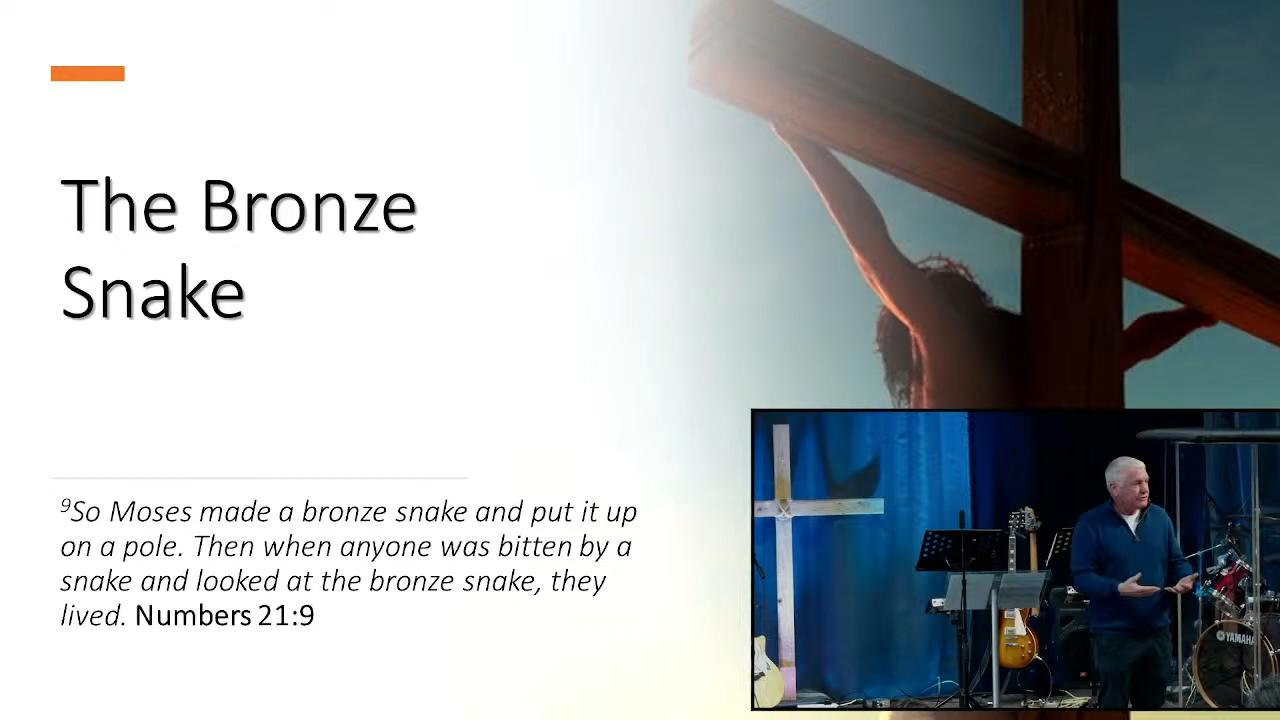 The Bronze
Snake
⁹So Moses made a bronze snake and put it up
on a pole. Then when anyone was bitten by a
snake and looked at the bronze snake, they
lived. Numbers 21:9
YAMAHA